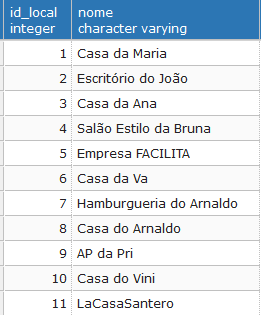 id_local nome
integer character varying
1 Casa da Maria
2 Escritório do João
3 Casa da Ana
4 Salão Estilo da Bruna
5 Empresa FACILITA
6 Casa da Va
7 Hamburgueria do Arnaldo
8 Casa do Arnaldo
9 AP da Pri
10 Casa do Vini
11 LaCasaSantero